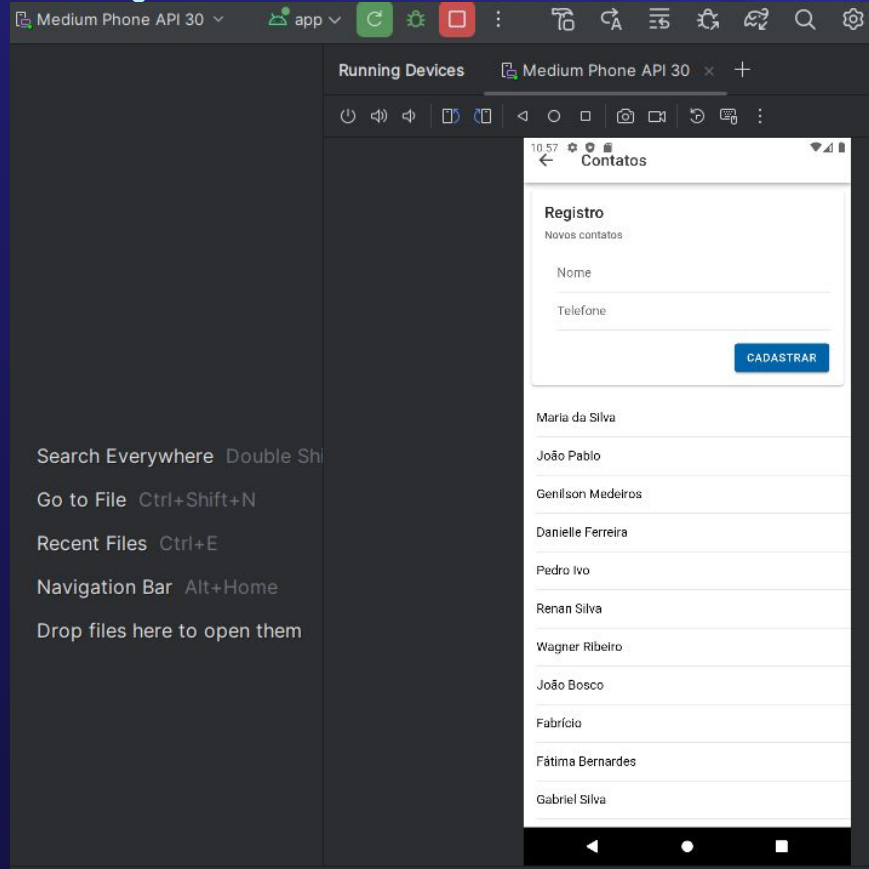 Medium Phone API 30 app
Running Devices Medium Phone API 30
10:57
Contatos
Registro
Novos contatos
Nome
Telefone
CADASTRAR
Maria da Silva
João Pablo
Genilson Medeiros
Danielle Ferreira
Pedro Ivo
Renan Silva
Wagner Ribeiro
João Bosco
Fabrício
Fátima Bernardes
Gabriel Silva
Search Everywhere Double Shi
Go to File Ctrl+Shift+N
Recent Files Ctrl+E
Navigation Bar Alt+Home
Drop files here to open them